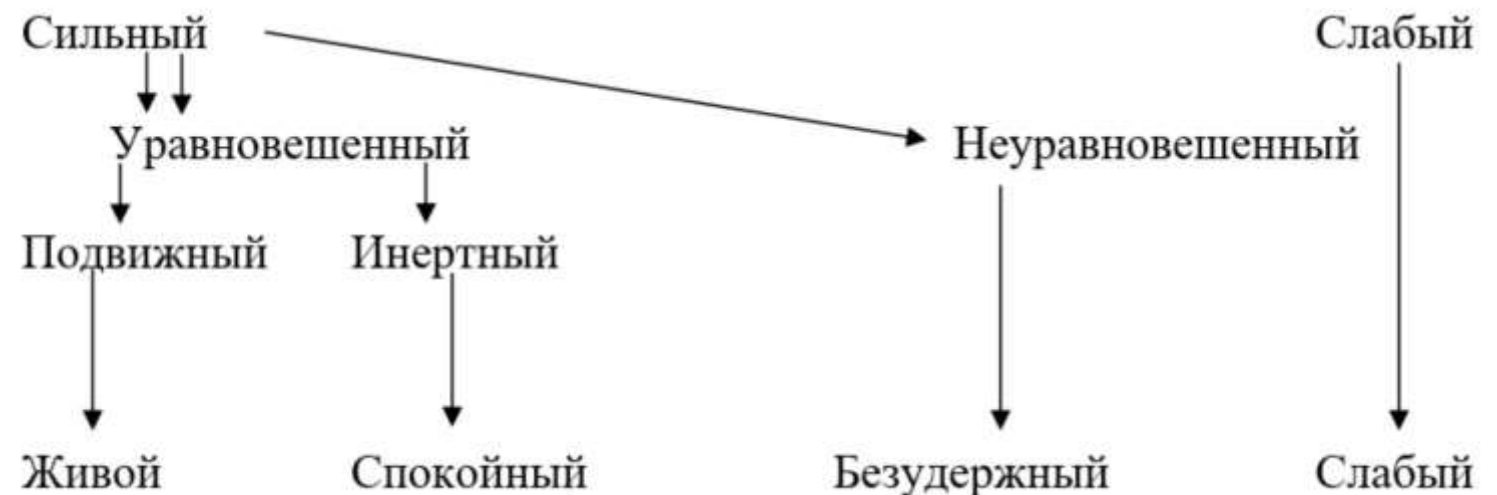 Сильный Слабый
Уравновешенный Неуравновешенный
Подвижный Инертный
Живой Спокойный Безудержный Слабый